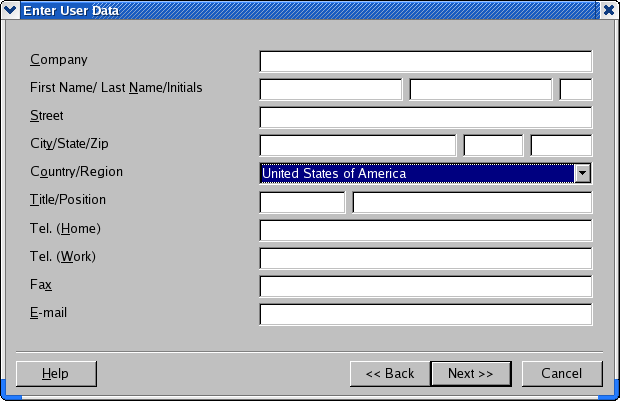 Enter User Data
Company
First Name/ Last Name/Initials
Street
City/State/Zip
Country/Region United States of America
Title/Position
Tel. (Home)
Tel. (Work)
Fax
E-mail
Help << Back Next >> Cancel